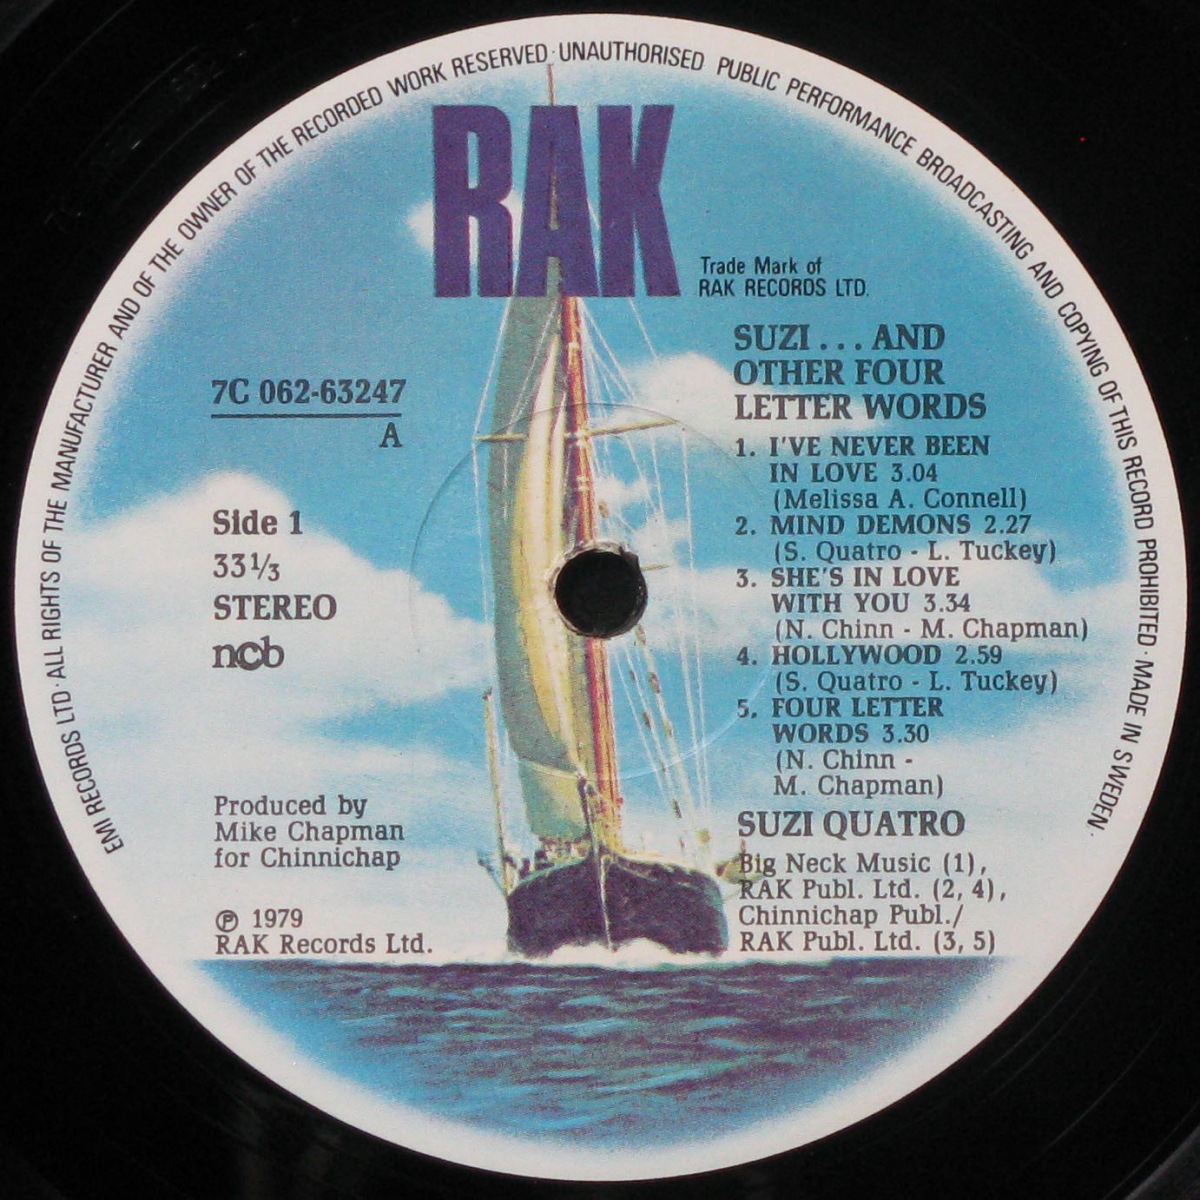 EMI RECORDS LTD · ALL RIGHTS OF THE MANUFACTURER AND OF THE OWNER OF THE RECORDED WORK RESERVED · UNAUTHORISED PUBLIC PERFORMANCE BROADCASTING AND COPYING OF THIS RECORD PROHIBITED · MADE IN SWEDEN ·
RAK
Trade Mark of
RAK RECORDS LTD.
7C 062-63247
A
Side 1
33 1/3
STEREO
ncb
Produced by
Mike Chapman
for Chinnichap
℗ 1979
RAK Records Ltd.
SUZI . . . AND
OTHER FOUR
LETTER WORDS
1. I'VE NEVER BEEN
IN LOVE 3.04
(Melissa A. Connell)
2. MIND DEMONS 2.27
(S. Quatro - L. Tuckey)
3. SHE'S IN LOVE
WITH YOU 3.34
(N. Chinn - M. Chapman)
4. HOLLYWOOD 2.59
(S. Quatro - L. Tuckey)
5. FOUR LETTER
WORDS 3.30
(N. Chinn -
M. Chapman)
SUZI QUATRO
Big Neck Music (1),
RAK Publ. Ltd. (2, 4),
Chinnichap Publ./
RAK Publ. Ltd. (3, 5)